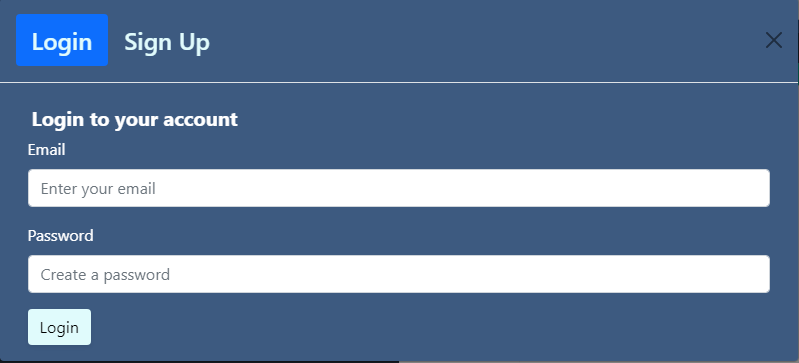 Login Sign Up
Login to your account
Email
Enter your email
Password
Create a password
Login